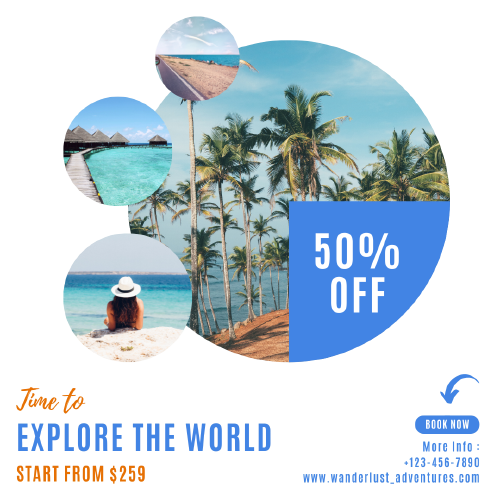 50%
OFF
Time to
EXPLORE THE WORLD
START FROM $259
BOOK NOW
More Info :
+123-456-7890
www.wanderlust_adventures.com